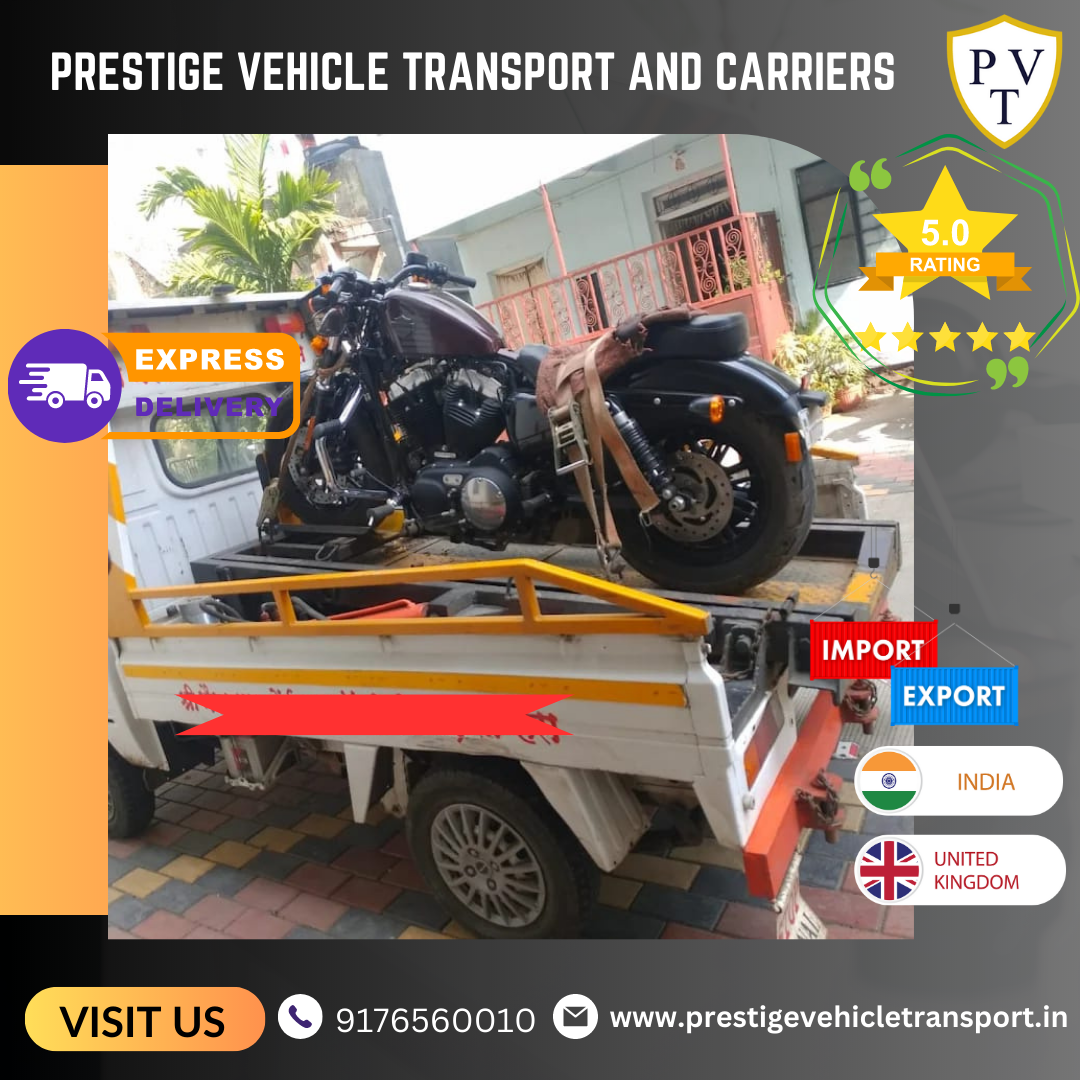 PRESTIGE VEHICLE TRANSPORT AND CARRIERS
P V
T
5.0
RATING
EXPRESS
DELIVERY
IMPORT
EXPORT
INDIA
UNITED
KINGDOM
VISIT US
9176560010
www.prestigevehicletransport.in